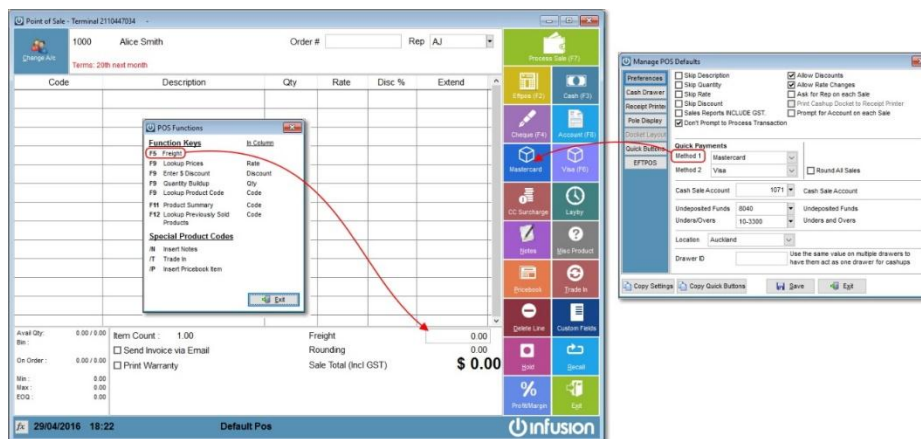 Point of Sale - Terminal 2110447034 -
Change A/c
1000 Alice Smith Order # Rep AJ
Terms: 20th next month
Process Sale (F7)
Code Description Qty Rate Disc % Extend
Eftpos (F2) Cash (F3)
Cheque (F4) Account (F8)
Mastercard Visa (F6)
CC Surcharge Layby
Notes Misc Product
Pricebook Trade In
Delete Line Custom Fields
Hold Recall
Profit/Margin Exit
POS Functions
Function Keys In Column
F5 Freight
F9 Lookup Prices Rate
F9 Enter $ Discount Discount
F9 Quantity Buildup Qty
F9 Lookup Product Code Code
F11 Product Summary Code
F12 Lookup Previously Sold Products Code
Special Product Codes
/N Insert Notes
/T Trade In
/P Insert Pricebook Item
Exit
Avail Qty: 0.00 / 0.00
Bin :
On Order : 0.00 / 0.00
Min : 0.00
Max : 0.00
EOQ : 0.00
Item Count : 1.00
Send Invoice via Email
Print Warranty
Freight 0.00
Rounding 0.00
Sale Total (Incl GST) $ 0.00
fx 29/04/2016 18:22 Default Pos infusion
Manage POS Defaults
Preferences
Cash Drawer
Receipt Printer
Pole Display
Docket Layout
Quick Buttons
EFTPOS
Skip Description Allow Discounts
Skip Quantity Allow Rate Changes
Skip Rate Ask for Rep on each Sale
Skip Discount Print Cashup Docket to Receipt Printer
Sales Reports INCLUDE GST. Prompt for Account on each Sale
Don't Prompt to Process Transaction
Quick Payments
Method 1 Mastercard
Method 2 Visa Round All Sales
Cash Sale Account 1071 Cash Sale Account
Undeposited Funds 8040 Undeposited Funds
Unders/Overs 10-3300 Unders and Overs
Location Auckland
Drawer ID Use the same value on multiple drawers to
have them act as one drawer for cashups
Copy Settings Copy Quick Buttons Save Exit